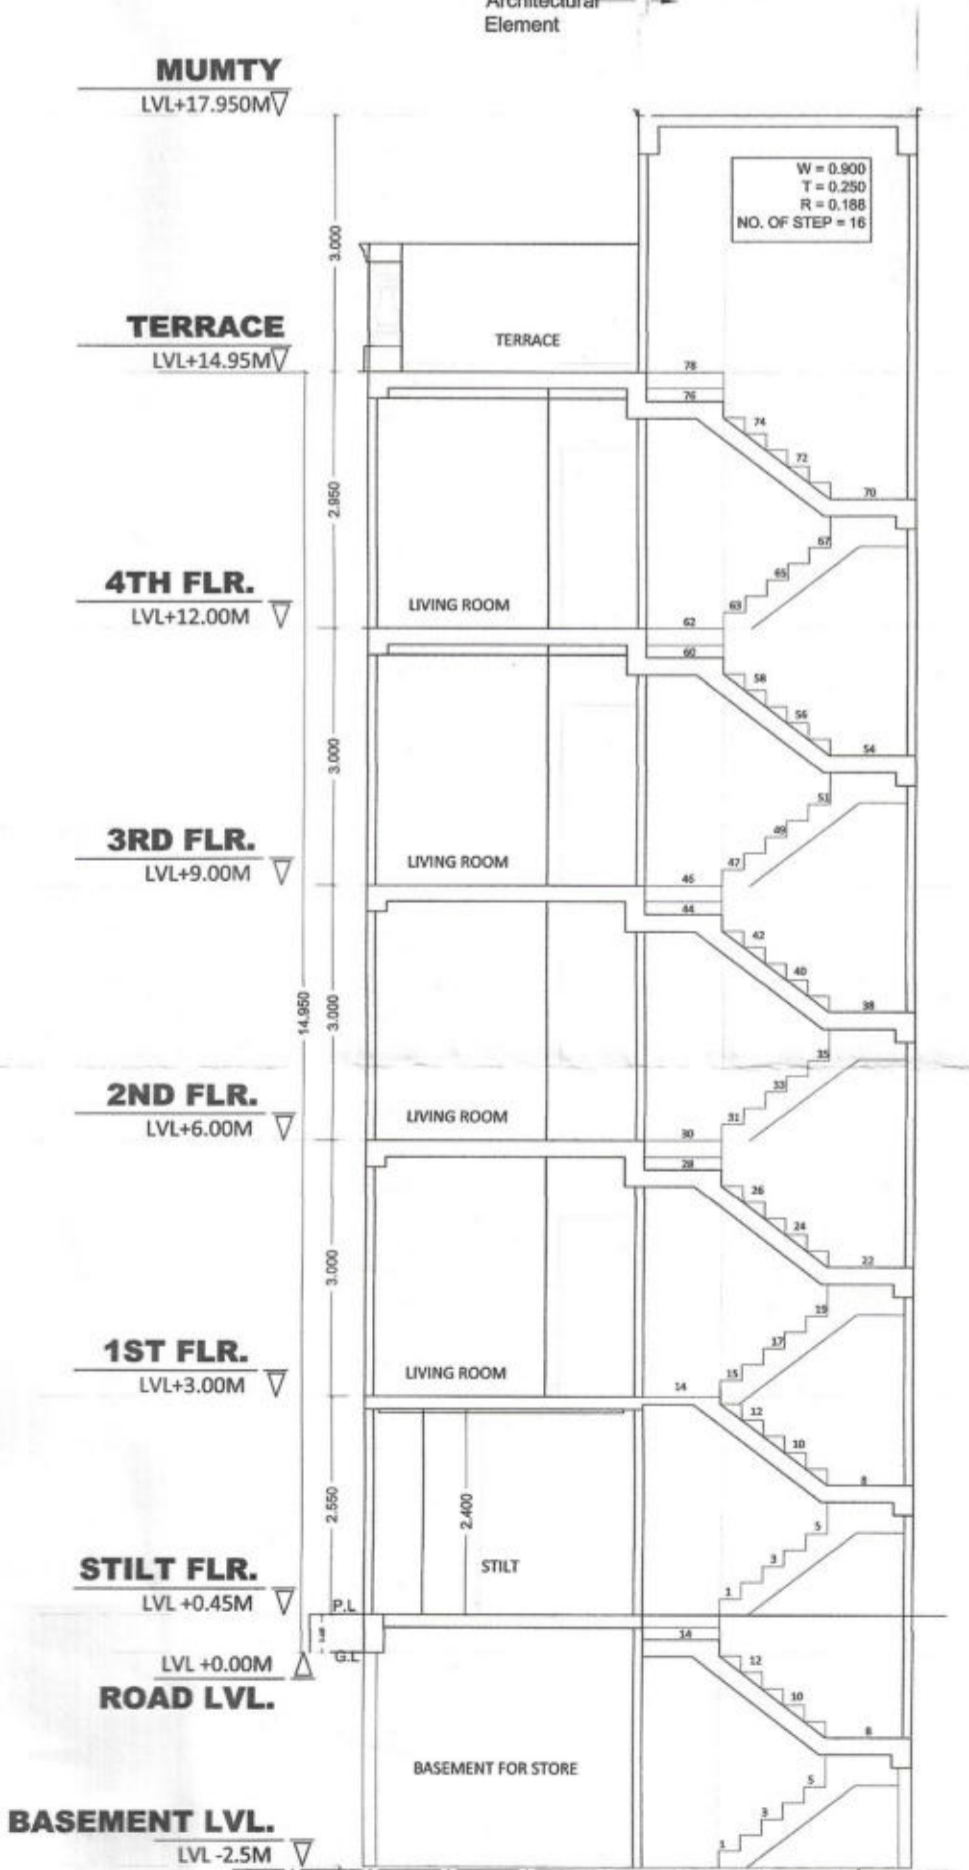 Architectural
Element
MUMTY
LVL+17.950M
W = 0.900
T = 0.250
R = 0.188
NO. OF STEP = 16
3.000
TERRACE
LVL+14.95M
TERRACE
78
76
74
72
70
2.950
67
65
63
4TH FLR.
LVL+12.00M
LIVING ROOM
62
60
58
56
54
3.000
51
49
47
3RD FLR.
LVL+9.00M
LIVING ROOM
46
44
42
40
38
14.950
3.000
35
33
31
2ND FLR.
LVL+6.00M
LIVING ROOM
30
28
26
24
22
3.000
19
17
15
1ST FLR.
LVL+3.00M
LIVING ROOM
14
12
10
8
2.550
2.400
5
3
1
STILT FLR.
LVL +0.45M
STILT
P.L
G.L
LVL +0.00M
ROAD LVL.
14
12
10
8
BASEMENT FOR STORE
5
3
1
BASEMENT LVL.
LVL -2.5M